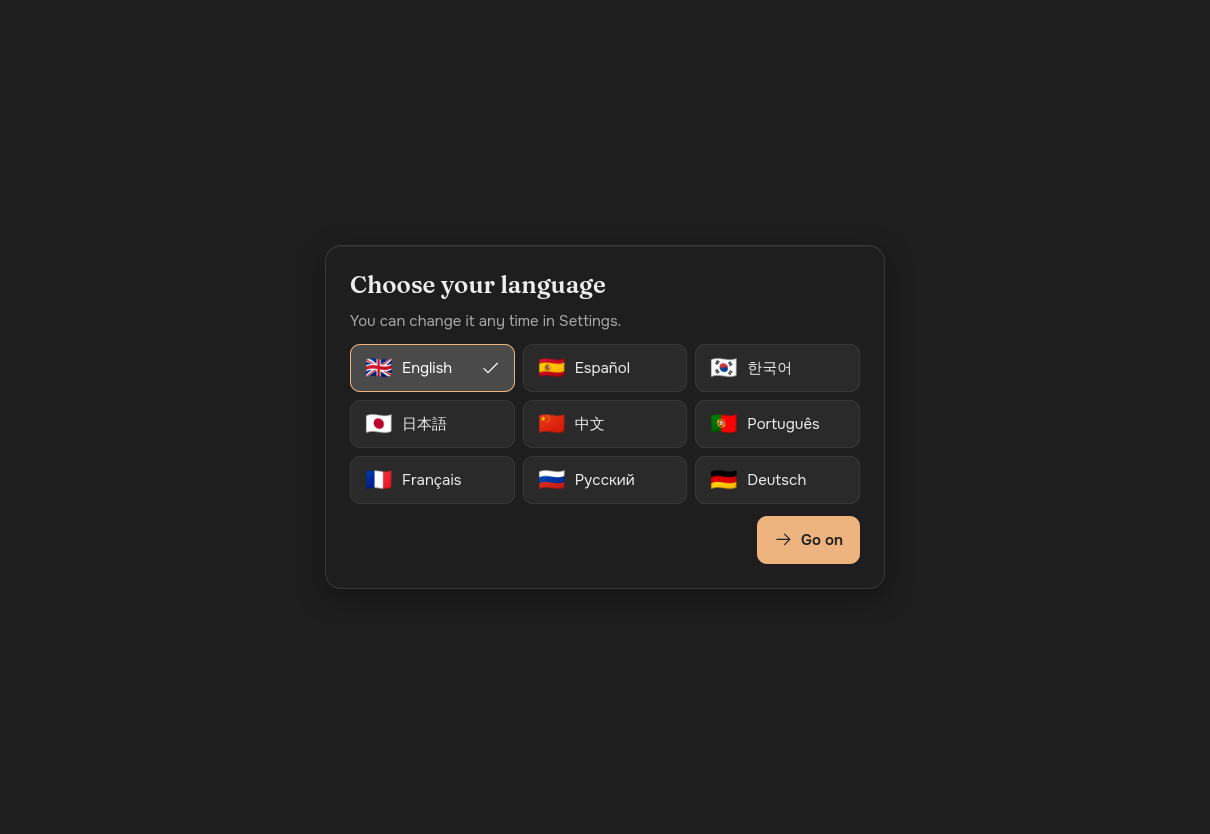 Choose your language
You can change it any time in Settings.
English
Español
한국어
日本語
中文
Português
Français
Русский
Deutsch
Go on